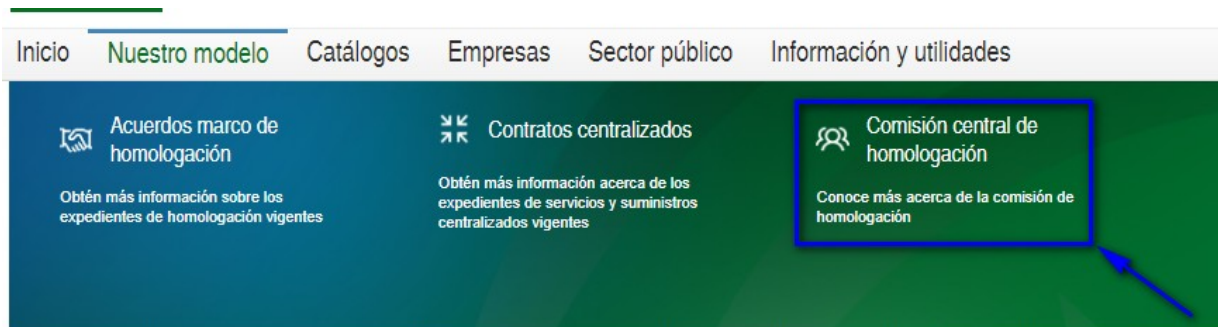 Inicio Nuestro modelo Catálogos Empresas Sector público Información y utilidades
Acuerdos marco de
homologación
Obtén más información sobre los
expedientes de homologación vigentes
Contratos centralizados
Obtén más información acerca de los
expedientes de servicios y suministros
centralizados vigentes
Comisión central de
homologación
Conoce más acerca de la comisión de
homologación